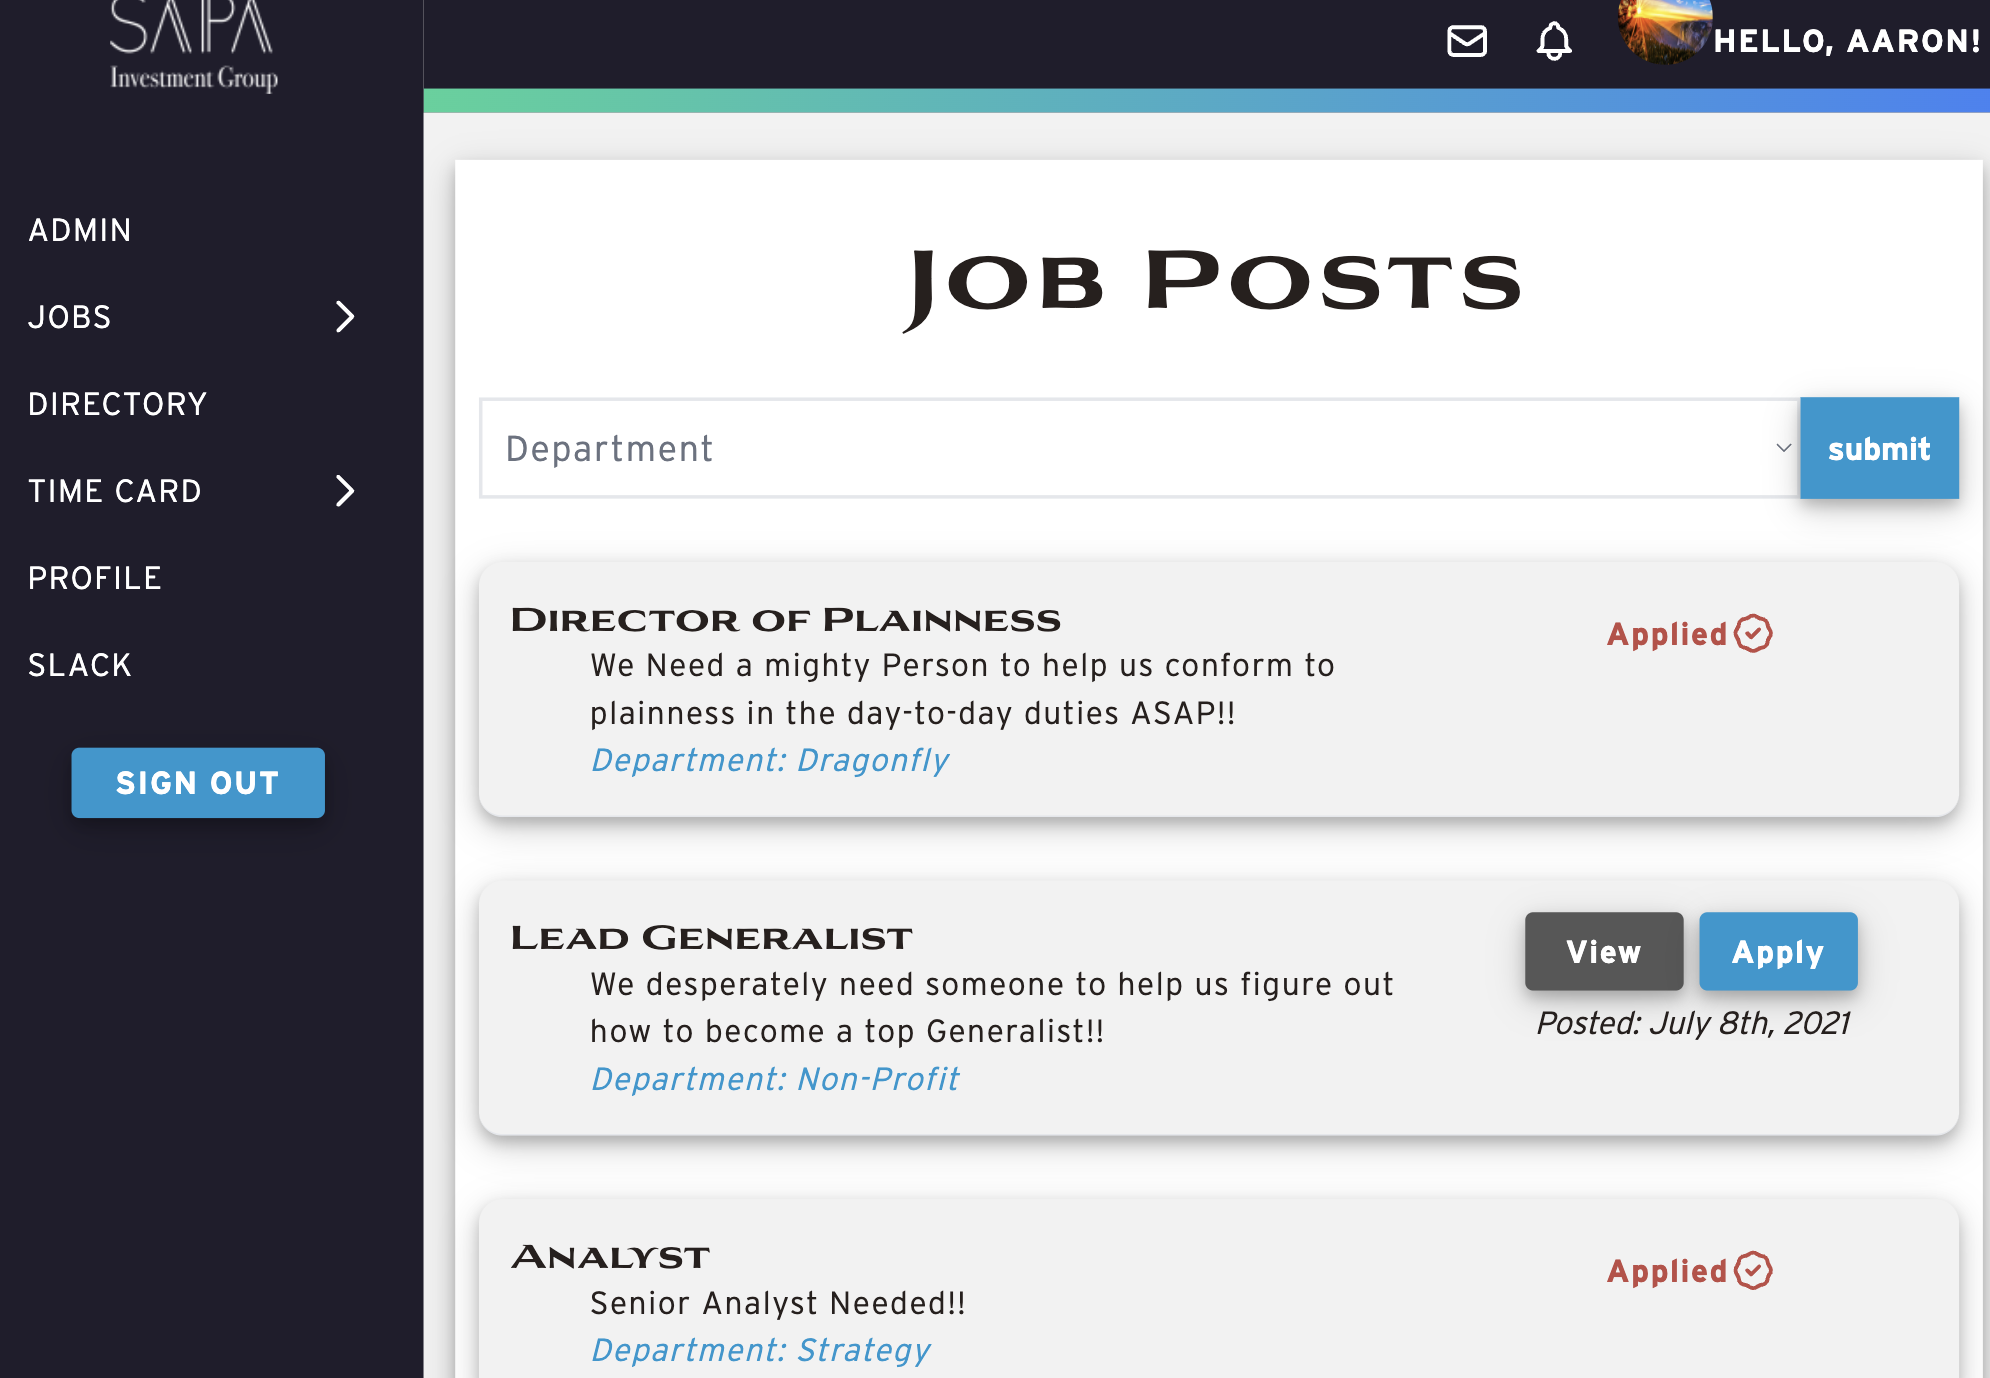 SAPA
Investment Group
HELLO, AARON!
ADMIN
JOBS
DIRECTORY
TIME CARD
PROFILE
SLACK
SIGN OUT
Job Posts
Department
submit
Director of Plainness
Applied
We Need a mighty Person to help us conform to
plainness in the day-to-day duties ASAP!!
Department: Dragonfly
Lead Generalist
View
Apply
We desperately need someone to help us figure out
how to become a top Generalist!!
Posted: July 8th, 2021
Department: Non-Profit
Analyst
Applied
Senior Analyst Needed!!
Department: Strategy